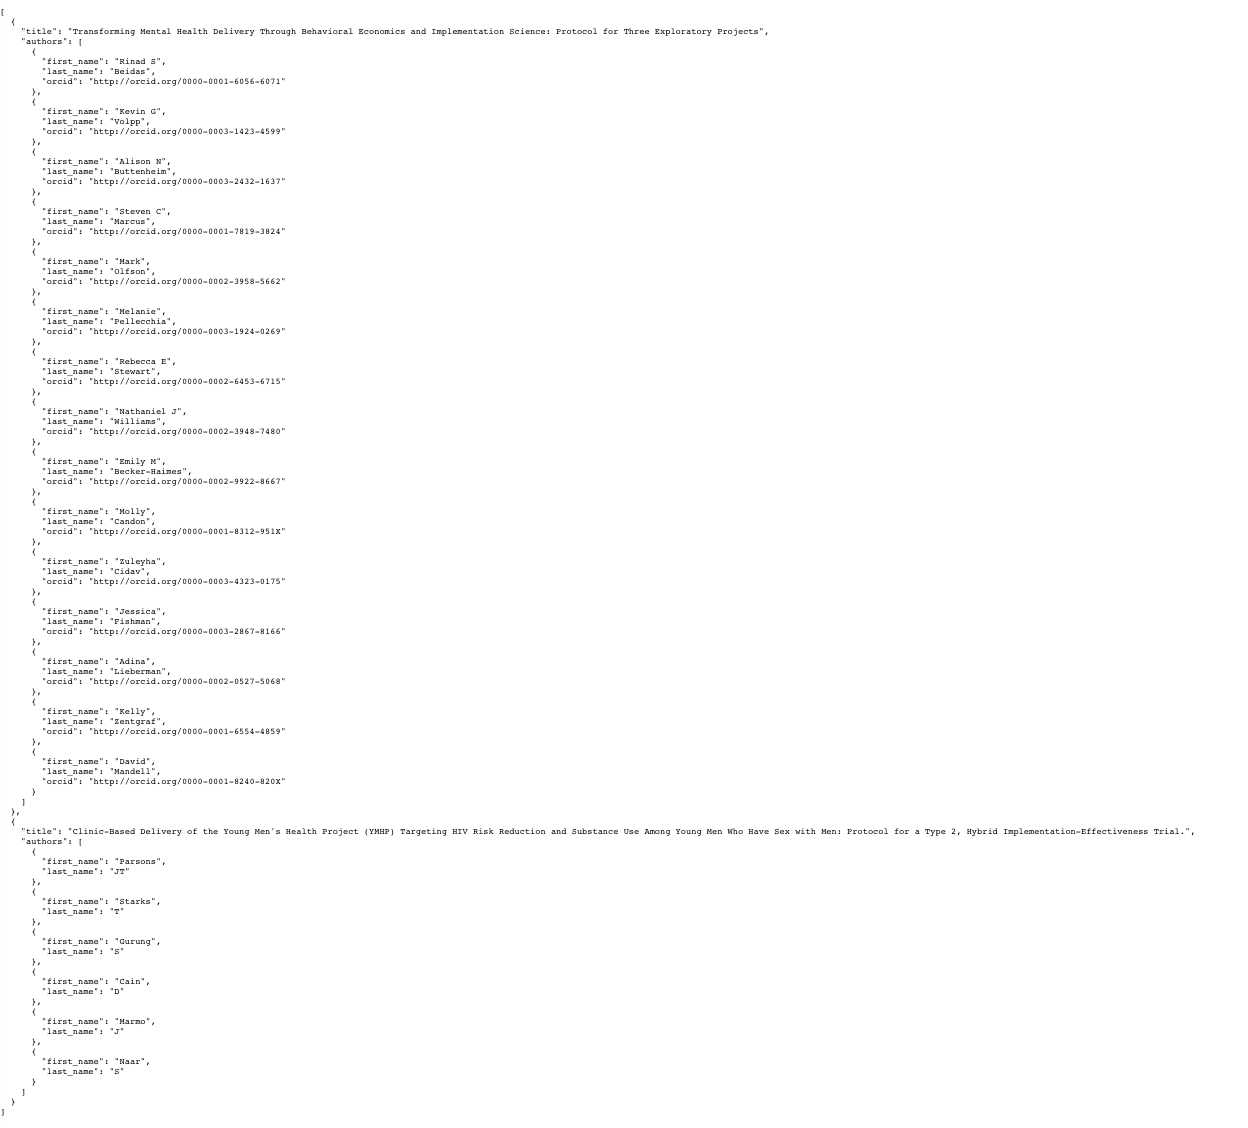 [
  {
    "title": "Transforming Mental Health Delivery Through Behavioral Economics and Implementation Science: Protocol for Three Exploratory Projects",
    "authors": [
      {
        "first_name": "Rinad S",
        "last_name": "Beidas",
        "orcid": "http://orcid.org/0000-0001-6056-6071"
      },
      {
        "first_name": "Kevin G",
        "last_name": "Volpp",
        "orcid": "http://orcid.org/0000-0003-1423-4599"
      },
      {
        "first_name": "Alison N",
        "last_name": "Buttenheim",
        "orcid": "http://orcid.org/0000-0003-2432-1637"
      },
      {
        "first_name": "Steven C",
        "last_name": "Marcus",
        "orcid": "http://orcid.org/0000-0001-7819-3824"
      },
      {
        "first_name": "Mark",
        "last_name": "Olfson",
        "orcid": "http://orcid.org/0000-0002-3958-5662"
      },
      {
        "first_name": "Melanie",
        "last_name": "Pellecchia",
        "orcid": "http://orcid.org/0000-0003-1924-0269"
      },
      {
        "first_name": "Rebecca E",
        "last_name": "Stewart",
        "orcid": "http://orcid.org/0000-0002-6453-6715"
      },
      {
        "first_name": "Nathaniel J",
        "last_name": "Williams",
        "orcid": "http://orcid.org/0000-0002-3948-7480"
      },
      {
        "first_name": "Emily M",
        "last_name": "Becker-Haimes",
        "orcid": "http://orcid.org/0000-0002-9922-8667"
      },
      {
        "first_name": "Molly",
        "last_name": "Candon",
        "orcid": "http://orcid.org/0000-0001-8312-951X"
      },
      {
        "first_name": "Zuleyha",
        "last_name": "Cidav",
        "orcid": "http://orcid.org/0000-0003-4323-0175"
      },
      {
        "first_name": "Jessica",
        "last_name": "Fishman",
        "orcid": "http://orcid.org/0000-0003-2867-8166"
      },
      {
        "first_name": "Adina",
        "last_name": "Lieberman",
        "orcid": "http://orcid.org/0000-0002-0527-5068"
      },
      {
        "first_name": "Kelly",
        "last_name": "Zentgraf",
        "orcid": "http://orcid.org/0000-0001-6554-4859"
      },
      {
        "first_name": "David",
        "last_name": "Mandell",
        "orcid": "http://orcid.org/0000-0001-8240-820X"
      }
    ]
  },
  {
    "title": "Clinic-Based Delivery of the Young Men's Health Project (YMHP) Targeting HIV Risk Reduction and Substance Use Among Young Men Who Have Sex with Men: Protocol for a Type 2, Hybrid Implementation-Effectiveness Trial.",
    "authors": [
      {
        "first_name": "Parsons",
        "last_name": "JT"
      },
      {
        "first_name": "Starks",
        "last_name": "T"
      },
      {
        "first_name": "Gurung",
        "last_name": "S"
      },
      {
        "first_name": "Cain",
        "last_name": "D"
      },
      {
        "first_name": "Marmo",
        "last_name": "J"
      },
      {
        "first_name": "Naar",
        "last_name": "S"
      }
    ]
  }
]